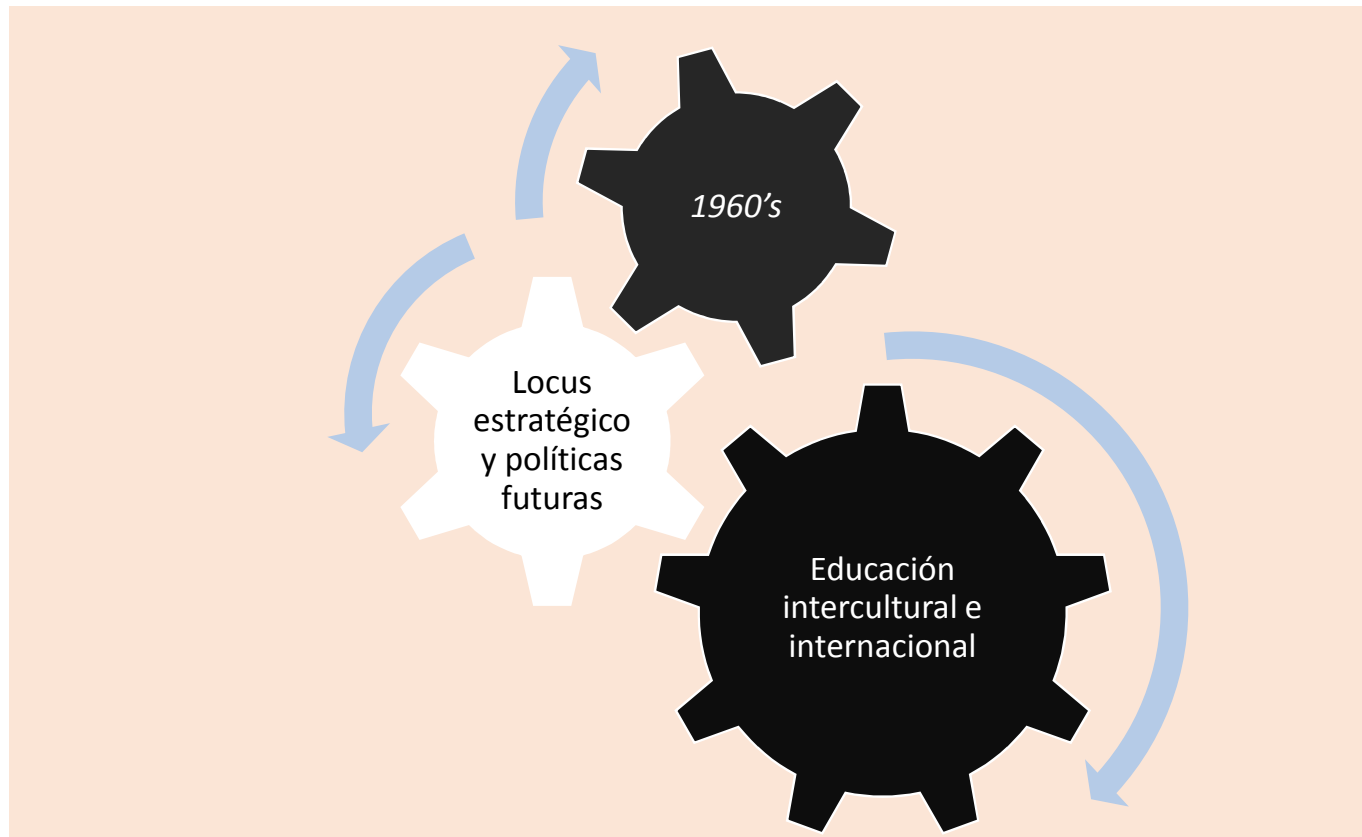 1960’s
Locus
estratégico
y políticas
futuras
Educación
intercultural e
internacional